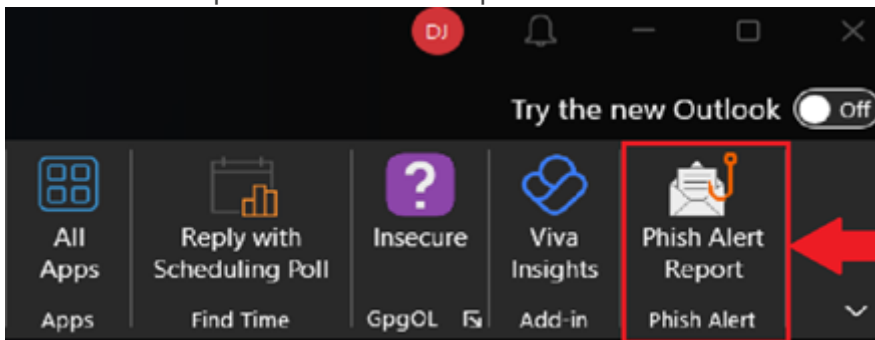 DJ
Try the new Outlook Off
All Apps
Reply with Scheduling Poll
Insecure
Viva Insights
Phish Alert Report
Apps
Find Time
GpgOL
Add-in
Phish Alert